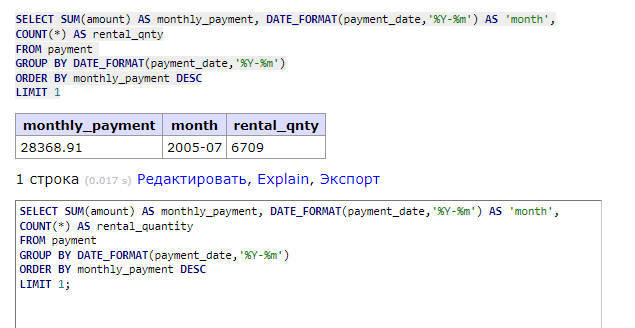 SELECT SUM(amount) AS monthly_payment, DATE_FORMAT(payment_date,'%Y-%m') AS 'month',
COUNT(*) AS rental_qnty
FROM payment
GROUP BY DATE_FORMAT(payment_date,'%Y-%m')
ORDER BY monthly_payment DESC
LIMIT 1
monthly_payment month rental_qnty
28368.91 2005-07 6709
1 строка (0.017 s) Редактировать, Explain, Экспорт
SELECT SUM(amount) AS monthly_payment, DATE_FORMAT(payment_date,'%Y-%m') AS 'month',
COUNT(*) AS rental_quantity
FROM payment
GROUP BY DATE_FORMAT(payment_date,'%Y-%m')
ORDER BY monthly_payment DESC
LIMIT 1;